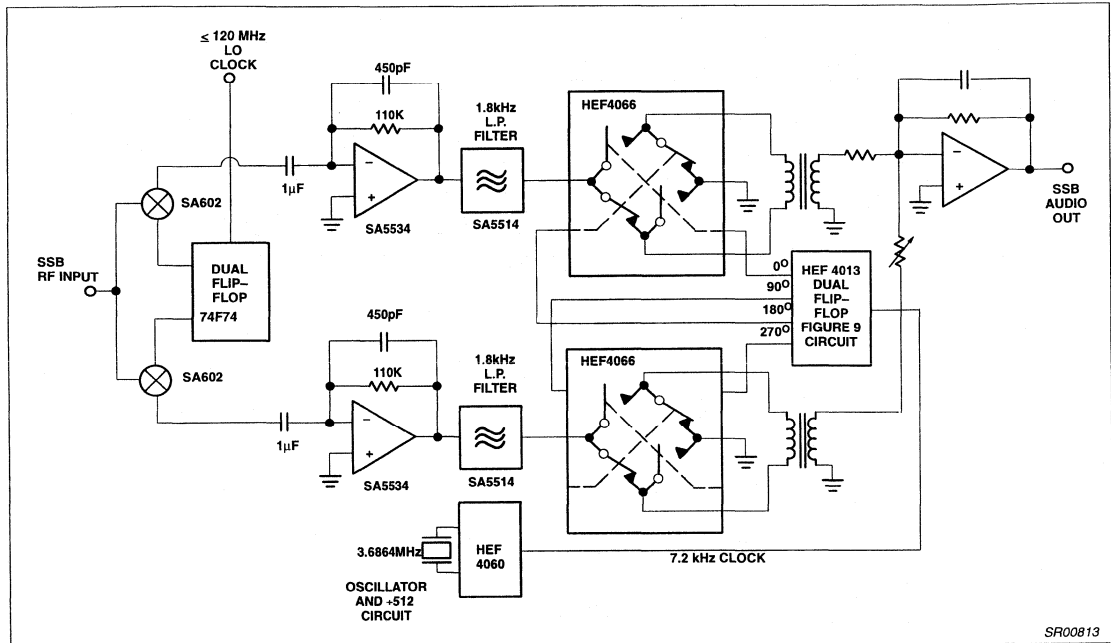 ≤ 120 MHz
LO
CLOCK
450pF
110K
1.8kHz
L.P.
FILTER
HEF4066
1µF
–
+
SA5534
SA5514
–
+
SSB
AUDIO
OUT
SA602
SSB
RF INPUT
DUAL
FLIP–
FLOP
74F74
0°
90°
180°
270°
HEF 4013
DUAL
FLIP–
FLOP
FIGURE 9
CIRCUIT
SA602
450pF
110K
1.8kHz
L.P.
FILTER
HEF4066
1µF
–
+
SA5534
SA5514
3.6864MHz
HEF
4060
7.2 kHz CLOCK
OSCILLATOR
AND +512
CIRCUIT
SR00813